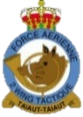 FORCE AERIENNE
2 WING TACTIQUE
TAIAUT-TAIAUT